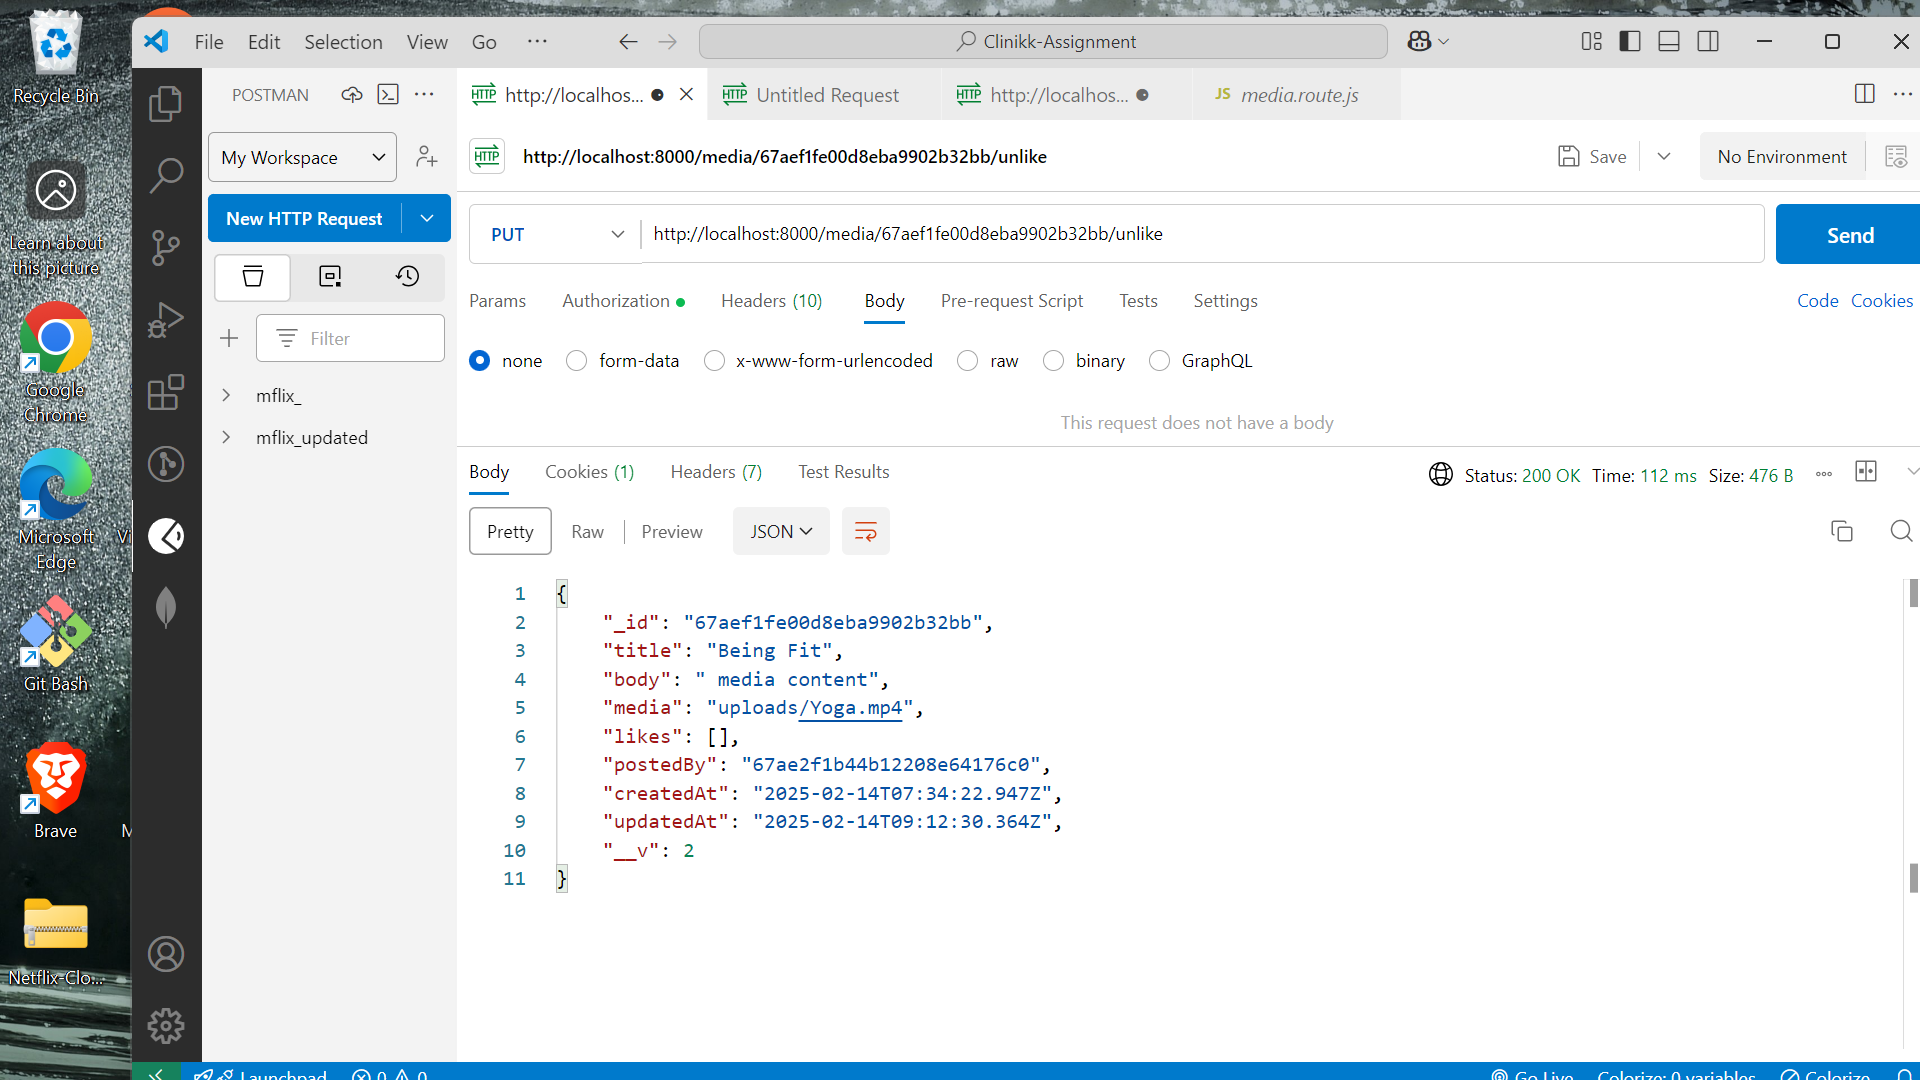 Recycle Bin
Learn about
this picture
Google
Chrome
Microsoft
Edge
Git Bash
Brave
Netflix-Clo...
File Edit Selection View Go ...
Clinikk-Assignment
POSTMAN
http://localhos...
HTTP Untitled Request
HTTP http://localhos...
JS media.route.js
My Workspace
New HTTP Request
Filter
mflix_
mflix_updated
HTTP http://localhost:8000/media/67aef1fe00d8eba9902b32bb/unlike
Save
No Environment
PUT http://localhost:8000/media/67aef1fe00d8eba9902b32bb/unlike
Send
Params Authorization Headers (10) Body Pre-request Script Tests Settings
Code Cookies
none form-data x-www-form-urlencoded raw binary GraphQL
This request does not have a body
Body Cookies (1) Headers (7) Test Results
Status: 200 OK Time: 112 ms Size: 476 B
Pretty Raw Preview JSON
1 {
2 "_id": "67aef1fe00d8eba9902b32bb",
3 "title": "Being Fit",
4 "body": " media content",
5 "media": "uploads/Yoga.mp4",
6 "likes": [],
7 "postedBy": "67ae2f1b44b12208e64176c0",
8 "createdAt": "2025-02-14T07:34:22.947Z",
9 "updatedAt": "2025-02-14T09:12:30.364Z",
10 "__v": 2
11 }
Launchpad 0 0
Go Live Colorize: 0 variables Colorize